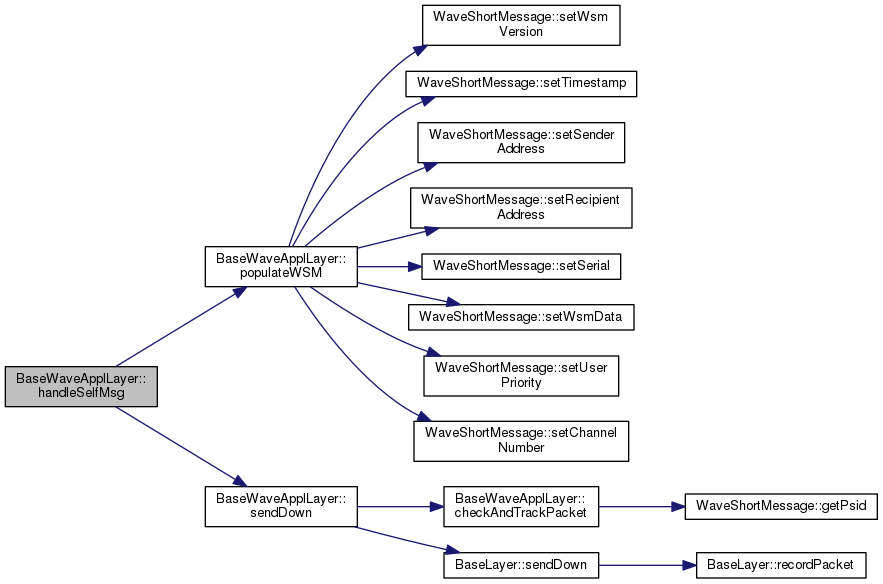 WaveShortMessage::setWsm
Version
WaveShortMessage::setTimestamp
WaveShortMessage::setSender
Address
WaveShortMessage::setRecipient
Address
BaseWaveApplLayer::
populateWSM
WaveShortMessage::setSerial
WaveShortMessage::setWsmData
WaveShortMessage::setUser
Priority
BaseWaveApplLayer::
handleSelfMsg
WaveShortMessage::setChannel
Number
BaseWaveApplLayer::
sendDown
BaseWaveApplLayer::
checkAndTrackPacket
WaveShortMessage::getPsid
BaseLayer::sendDown
BaseLayer::recordPacket